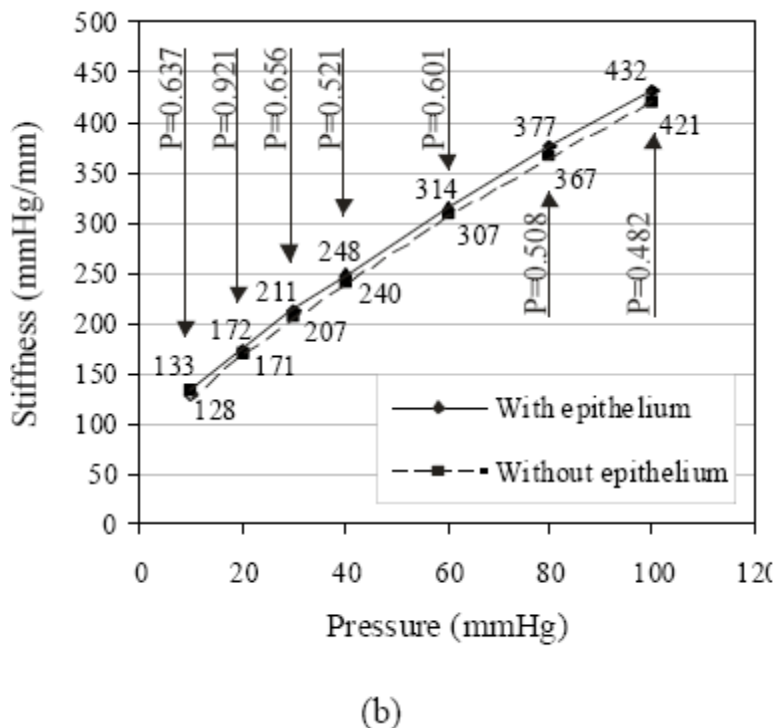 500
450
400
350
300
250
200
150
100
50
0
Stiffness (mmHg/mm)
P=0.637
P=0.921
P=0.656
P=0.521
P=0.601
P=0.508
P=0.482
133
172
211
248
314
377
432
128
171
207
240
307
367
421
With epithelium
Without epithelium
0 20 40 60 80 100 120
Pressure (mmHg)
(b)